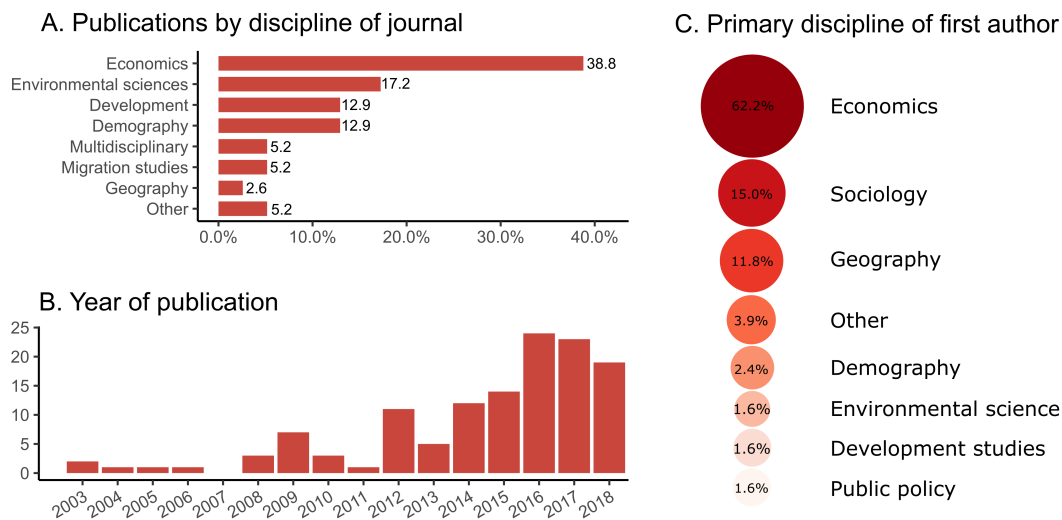 A. Publications by discipline of journal
Economics 38.8
Environmental sciences 17.2
Development 12.9
Demography 12.9
Multidisciplinary 5.2
Migration studies 5.2
Geography 2.6
Other 5.2
0.0% 10.0% 20.0% 30.0% 40.0%
B. Year of publication
25
20
15
10
5
0
2003 2004 2005 2006 2007 2008 2009 2010 2011 2012 2013 2014 2015 2016 2017 2018
C. Primary discipline of first author
62.2% Economics
15.0% Sociology
11.8% Geography
3.9% Other
2.4% Demography
1.6% Environmental science
1.6% Development studies
1.6% Public policy